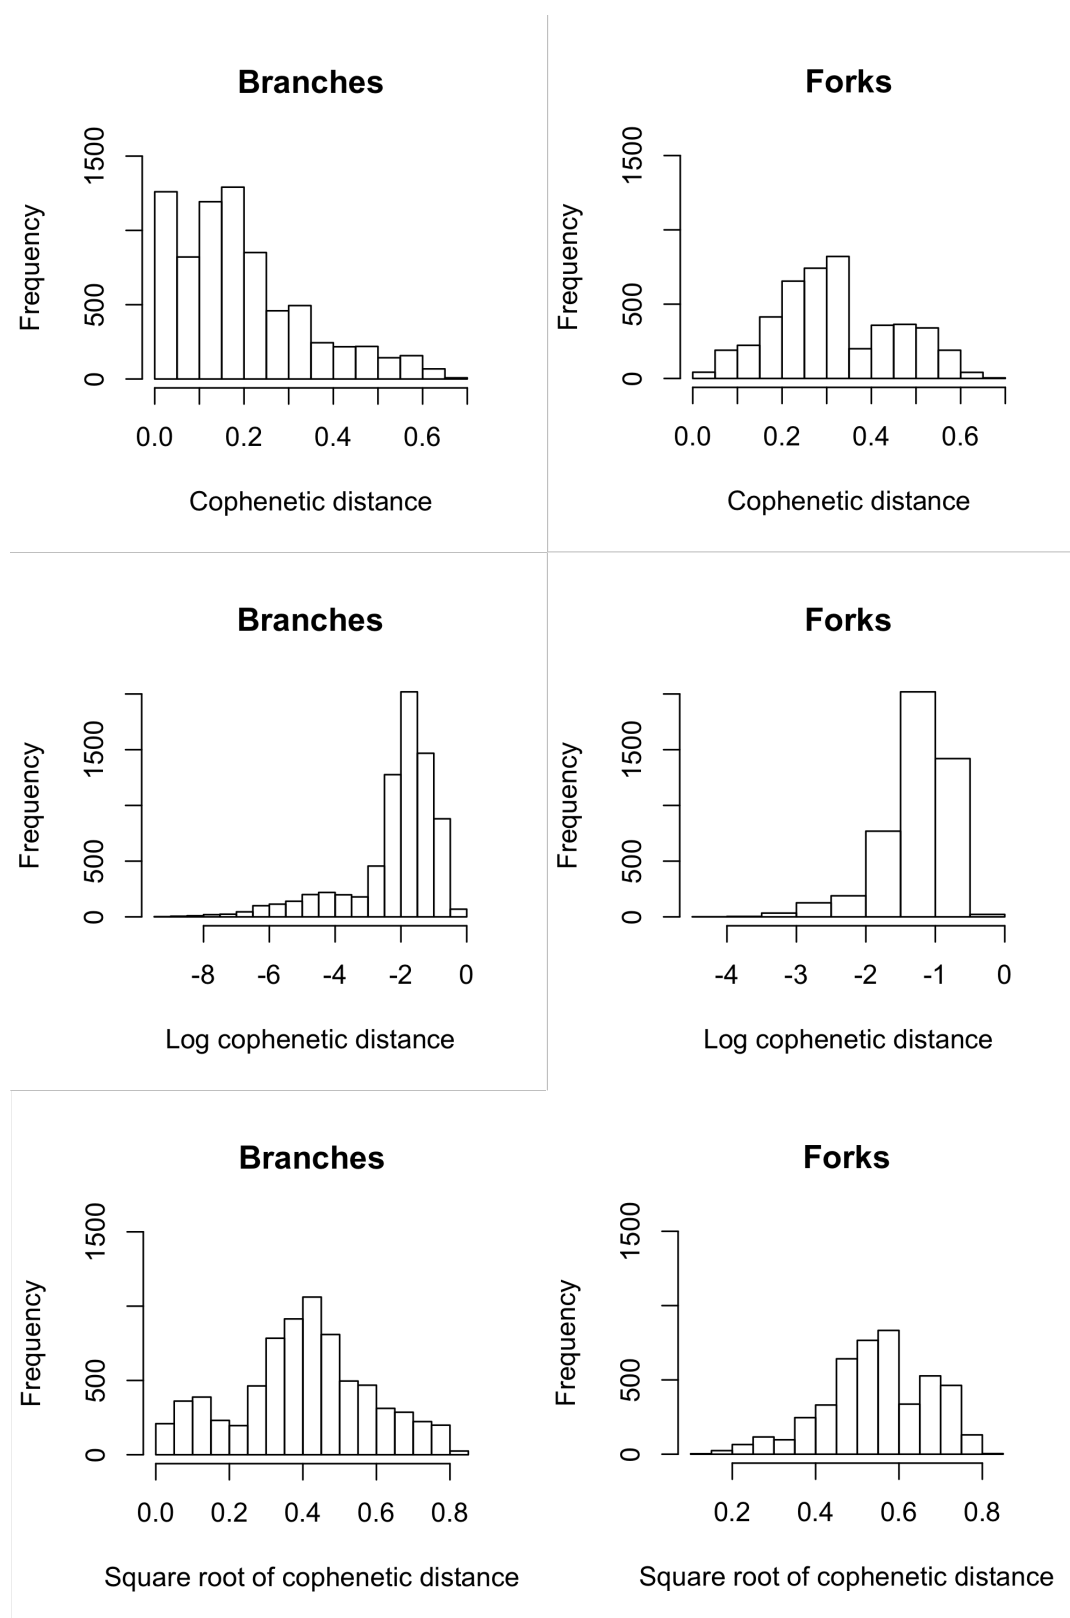 Branches
Frequency
0 500 1500
0.0 0.2 0.4 0.6
Cophenetic distance
Forks
Frequency
0 500 1500
0.0 0.2 0.4 0.6
Cophenetic distance
Branches
Frequency
0 500 1500
-8 -6 -4 -2 0
Log cophenetic distance
Forks
Frequency
0 500 1500
-4 -3 -2 -1 0
Log cophenetic distance
Branches
Frequency
0 500 1500
0.0 0.2 0.4 0.6 0.8
Square root of cophenetic distance
Forks
Frequency
0 500 1500
0.2 0.4 0.6 0.8
Square root of cophenetic distance